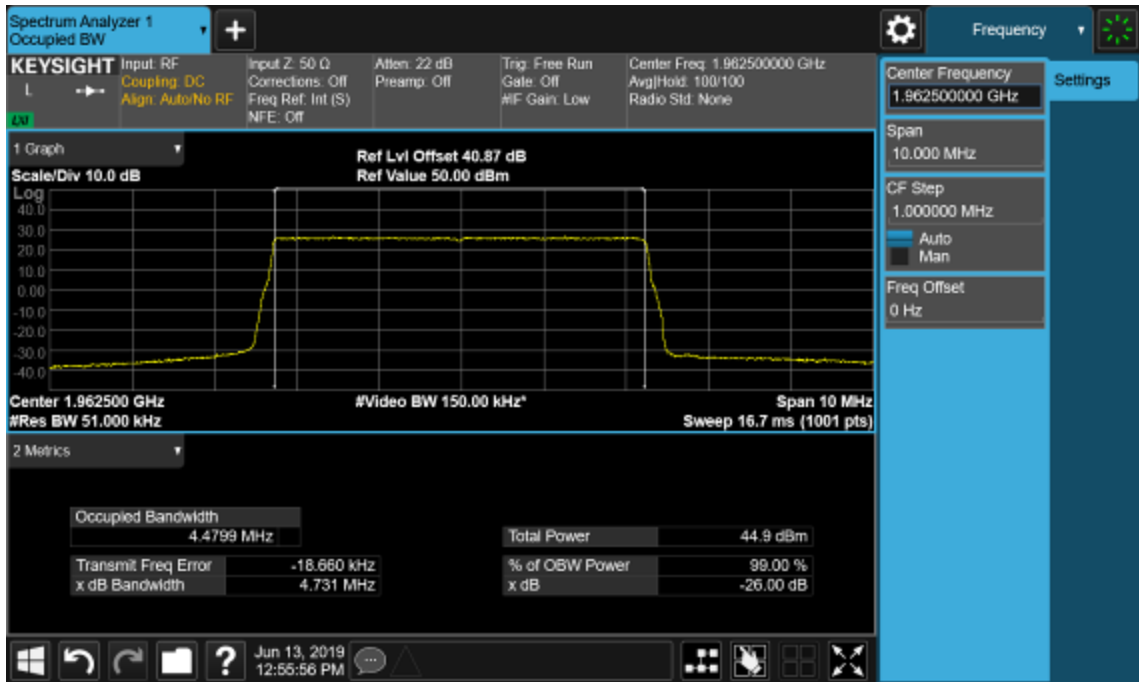 Spectrum Analyzer 1
Occupied BW
+
Frequency
KEYSIGHT
L
LXI
Input: RF
Coupling: DC
Align: Auto/No RF
Input Z: 50 Ω
Corrections: Off
Freq Ref: Int (S)
NFE: Off
Atten: 22 dB
Preamp: Off
Trig: Free Run
Gate: Off
#IF Gain: Low
Center Freq: 1.962500000 GHz
Avg|Hold: 100/100
Radio Std: None
Center Frequency
1.962500000 GHz
Settings
Span
10.000 MHz
CF Step
1.000000 MHz
Auto
Man
Freq Offset
0 Hz
1 Graph
Scale/Div 10.0 dB
Ref Lvl Offset 40.87 dB
Ref Value 50.00 dBm
Log
40.0
30.0
20.0
10.0
0.00
-10.0
-20.0
-30.0
-40.0
Center 1.962500 GHz
#Res BW 51.000 kHz
#Video BW 150.00 kHz*
Span 10 MHz
Sweep 16.7 ms (1001 pts)
2 Metrics
Occupied Bandwidth
4.4799 MHz
Total Power 44.9 dBm
Transmit Freq Error -18.660 kHz
% of OBW Power 99.00 %
x dB Bandwidth 4.731 MHz
x dB -26.00 dB
?
Jun 13, 2019
12:55:56 PM